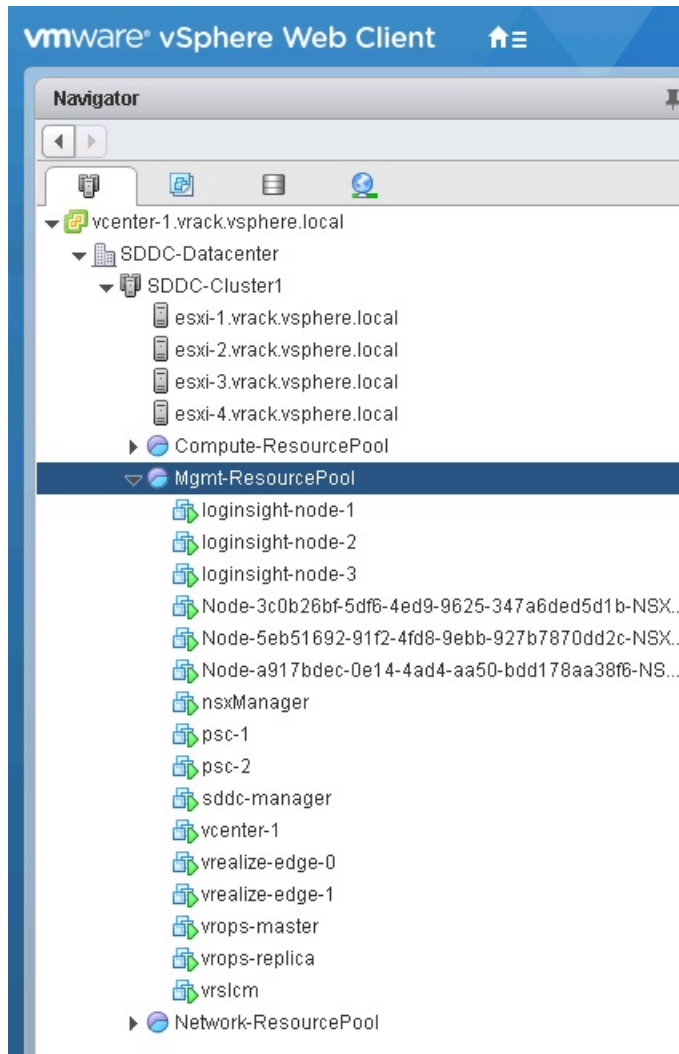 vmware® vSphere Web Client
Navigator
vcenter-1.vrack.vsphere.local
SDDC-Datacenter
SDDC-Cluster1
esxi-1.vrack.vsphere.local
esxi-2.vrack.vsphere.local
esxi-3.vrack.vsphere.local
esxi-4.vrack.vsphere.local
Compute-ResourcePool
Mgmt-ResourcePool
loginsight-node-1
loginsight-node-2
loginsight-node-3
Node-3c0b26bf-5df6-4ed9-9625-347a6ded5d1b-NSX...
Node-5eb51692-91f2-4fd8-9ebb-927b7870dd2c-NSX...
Node-a917bdec-0e14-4ad4-aa50-bdd178aa38f6-NS...
nsxManager
psc-1
psc-2
sddc-manager
vcenter-1
vrealize-edge-0
vrealize-edge-1
vrops-master
vrops-replica
vrslcm
Network-ResourcePool